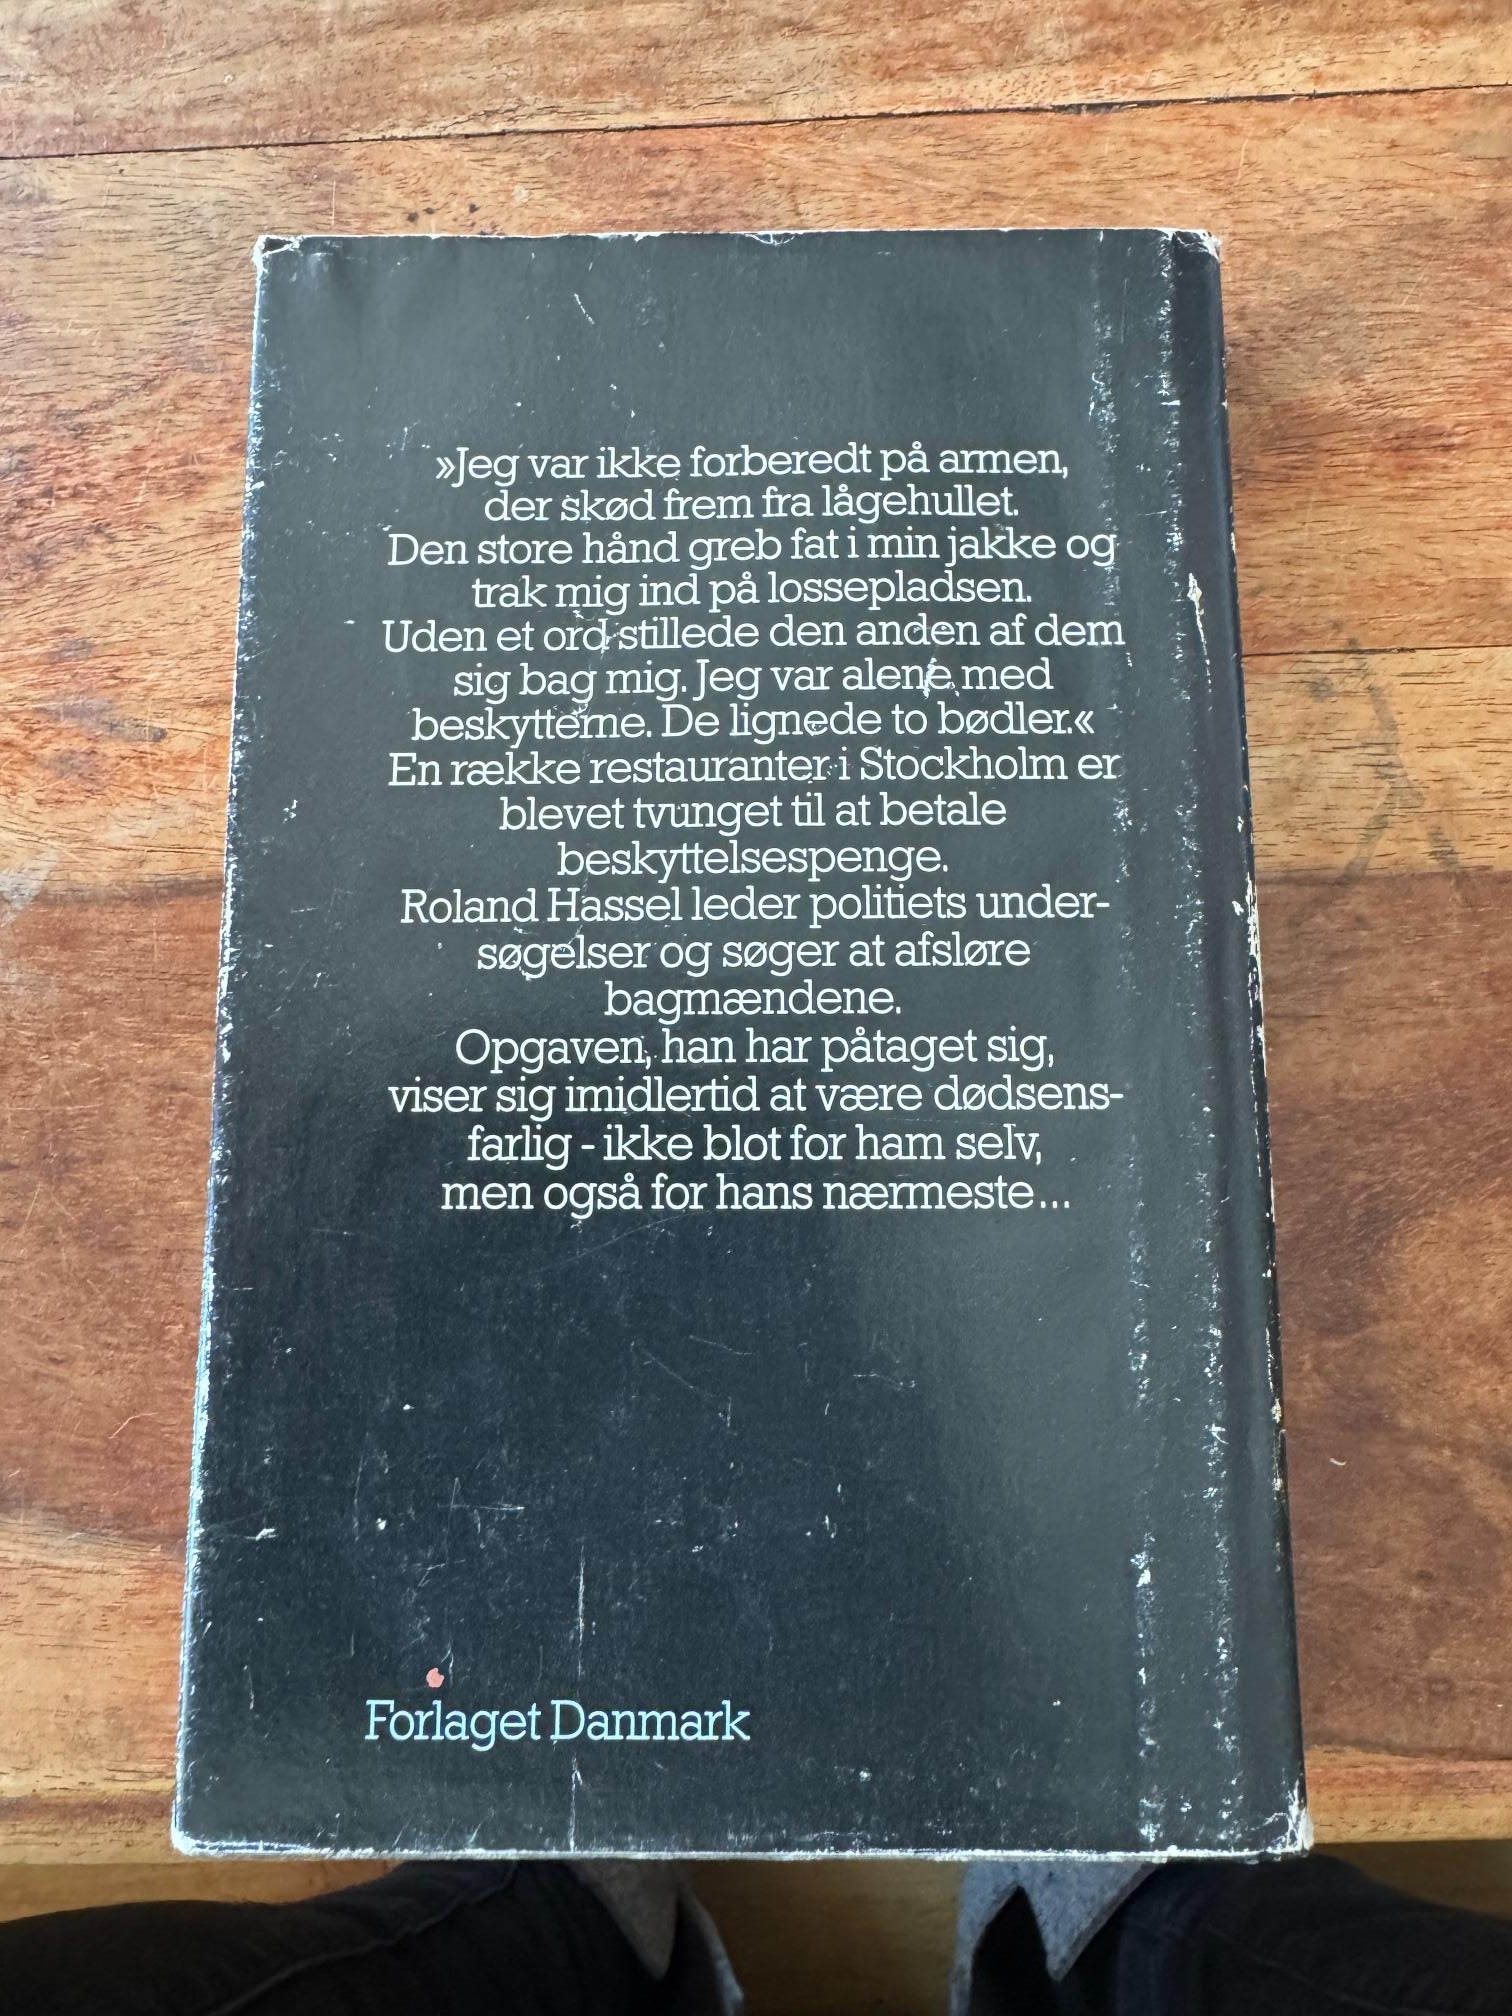 »Jeg var ikke forberedt på armen,
der skød frem fra lågehullet.
Den store hånd greb fat i min jakke og
trak mig ind på lossepladsen.
Uden et ord stillede den anden af dem
sig bag mig. Jeg var alene med
beskytterne. De lignede to bødler.«
En række restauranter i Stockholm er
blevet tvunget til at betale
beskyttelsespenge.
Roland Hassel leder politiets under-
søgelser og søger at afsløre
bagmændene.
Opgaven, han har påtaget sig,
viser sig imidlertid at være dødsens-
farlig - ikke blot for ham selv,
men også for hans nærmeste...
Forlaget Danmark